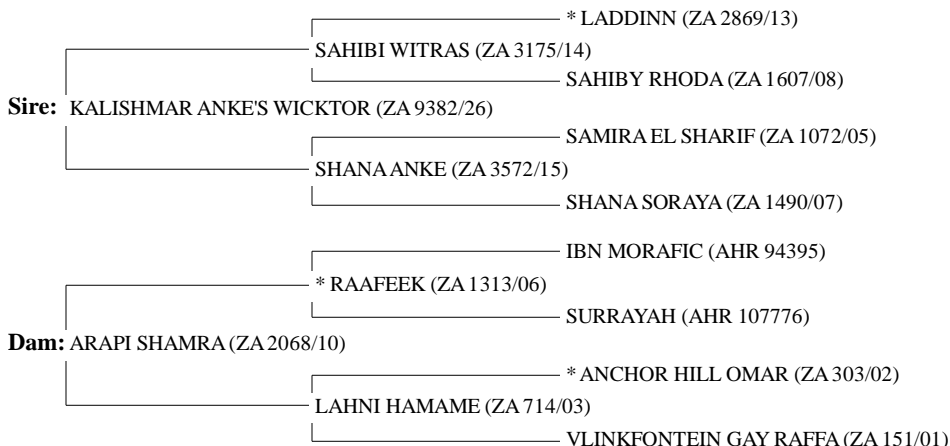 * LADDINN (ZA 2869/13)
SAHIBI WITRAS (ZA 3175/14)
SAHIBY RHODA (ZA 1607/08)
Sire: KALISHMAR ANKE'S WICKTOR (ZA 9382/26)
SAMIRA EL SHARIF (ZA 1072/05)
SHANA ANKE (ZA 3572/15)
SHANA SORAYA (ZA 1490/07)
IBN MORAFIC (AHR 94395)
* RAAFEEK (ZA 1313/06)
SURRAYAH (AHR 107776)
Dam: ARAPI SHAMRA (ZA 2068/10)
* ANCHOR HILL OMAR (ZA 303/02)
LAHNI HAMAME (ZA 714/03)
VLINKFONTEIN GAY RAFFA (ZA 151/01)